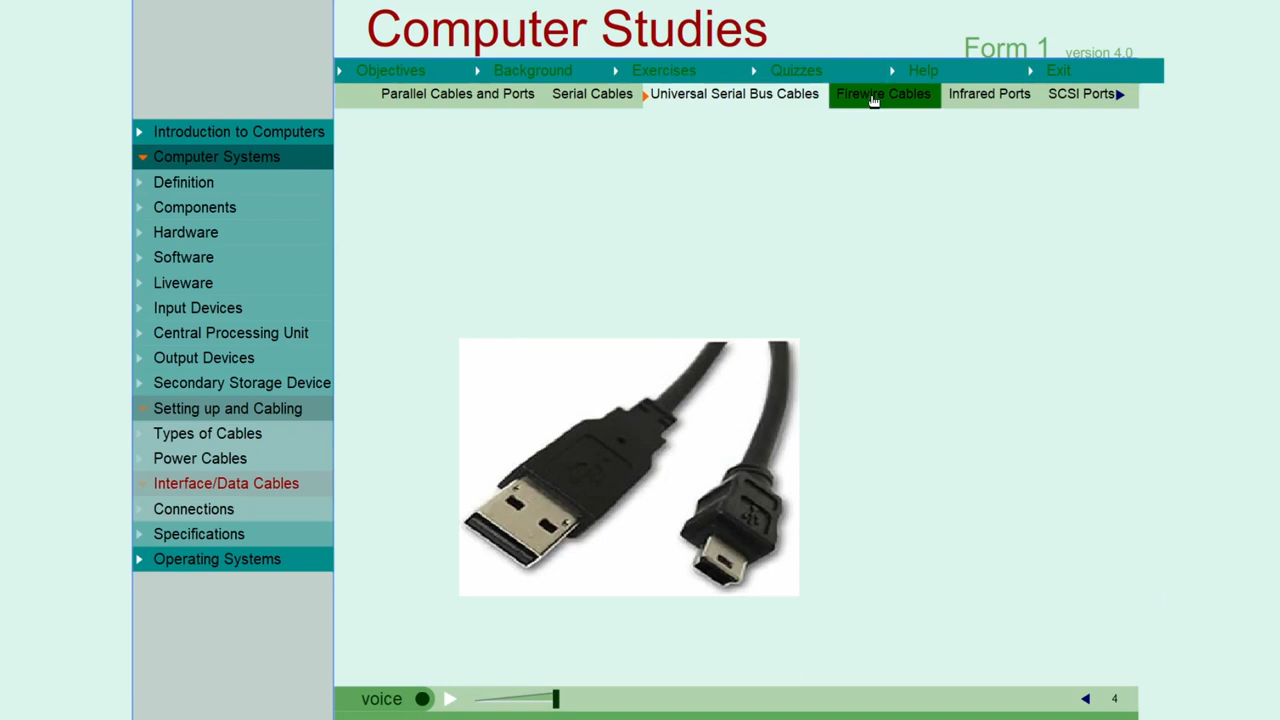 Computer Studies
Form 1 version 4.0
Objectives Background Exercises Quizzes Help Exit
Parallel Cables and Ports Serial Cables Universal Serial Bus Cables Firewire Cables Infrared Ports SCSI Ports
Introduction to Computers
Computer Systems
Definition
Components
Hardware
Software
Liveware
Input Devices
Central Processing Unit
Output Devices
Secondary Storage Device
Setting up and Cabling
Types of Cables
Power Cables
Interface/Data Cables
Connections
Specifications
Operating Systems
voice 4